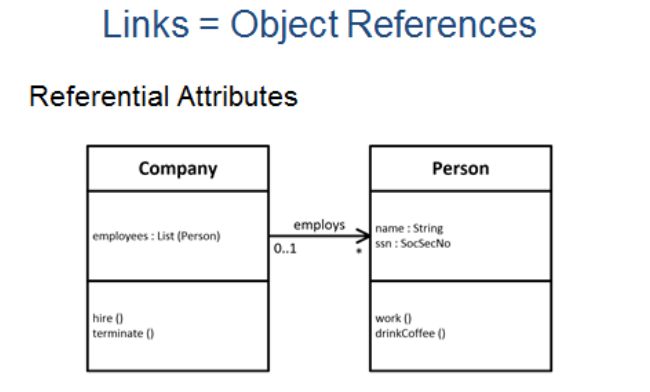 Links = Object References
Referential Attributes
Company
employees : List (Person)
hire ()
terminate ()
employs
0..1
*
Person
name : String
ssn : SocSecNo
work ()
drinkCoffee ()